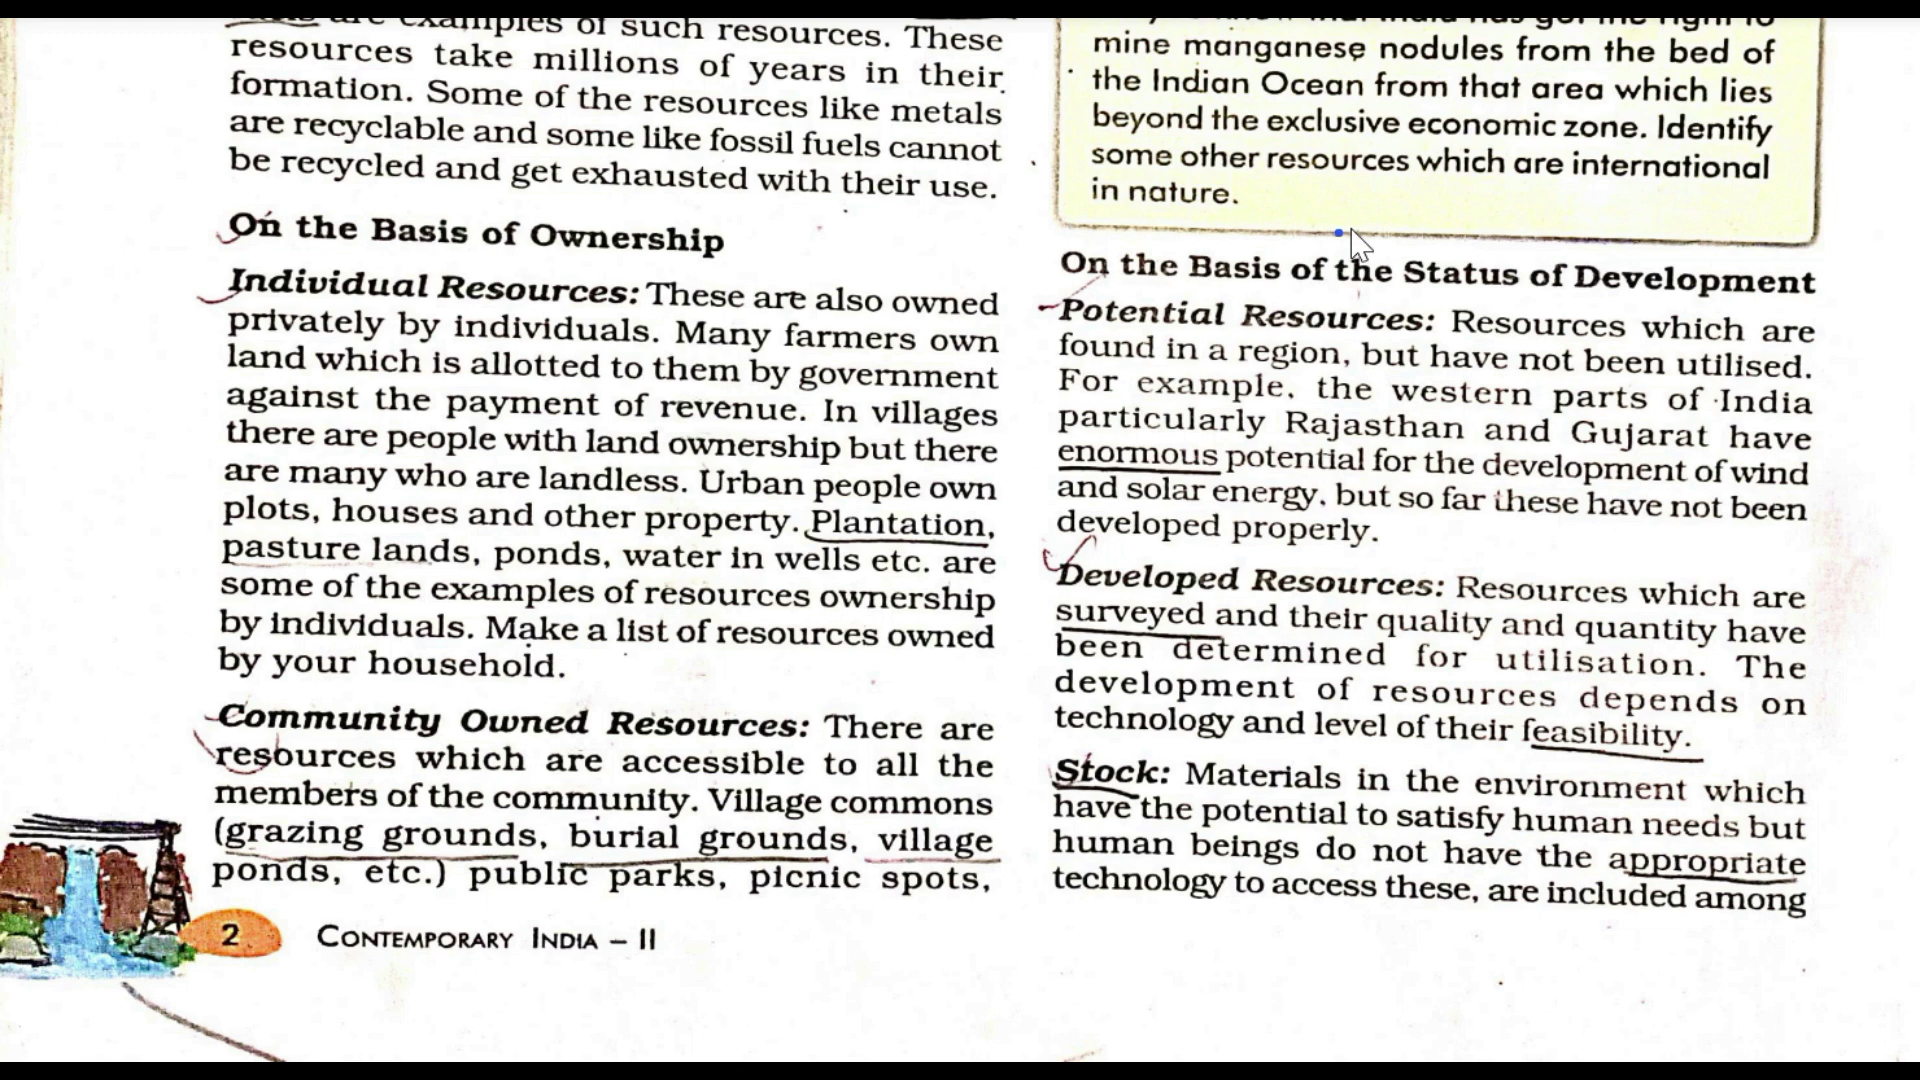 are examples of such resources. These
resources take millions of years in their
formation. Some of the resources like metals
are recyclable and some like fossil fuels cannot
be recycled and get exhausted with their use.
On the Basis of Ownership
Individual Resources: These are also owned
privately by individuals. Many farmers own
land which is allotted to them by government
against the payment of revenue. In villages
there are people with land ownership but there
are many who are landless. Urban people own
plots, houses and other property. Plantation,
pasture lands, ponds, water in wells etc. are
some of the examples of resources ownership
by individuals. Make a list of resources owned
by your household.
Community Owned Resources: There are
resources which are accessible to all the
members of the community. Village commons
(grazing grounds, burial grounds, village
ponds, etc.) public parks, picnic spots,
2 CONTEMPORARY INDIA – II
know that India has got the right to
mine manganese nodules from the bed of
the Indian Ocean from that area which lies
beyond the exclusive economic zone. Identify
some other resources which are international
in nature.
On the Basis of the Status of Development
Potential Resources: Resources which are
found in a region, but have not been utilised.
For example, the western parts of India
particularly Rajasthan and Gujarat have
enormous potential for the development of wind
and solar energy, but so far these have not been
developed properly.
Developed Resources: Resources which are
surveyed and their quality and quantity have
been determined for utilisation. The
development of resources depends on
technology and level of their feasibility.
Stock: Materials in the environment which
have the potential to satisfy human needs but
human beings do not have the appropriate
technology to access these, are included among